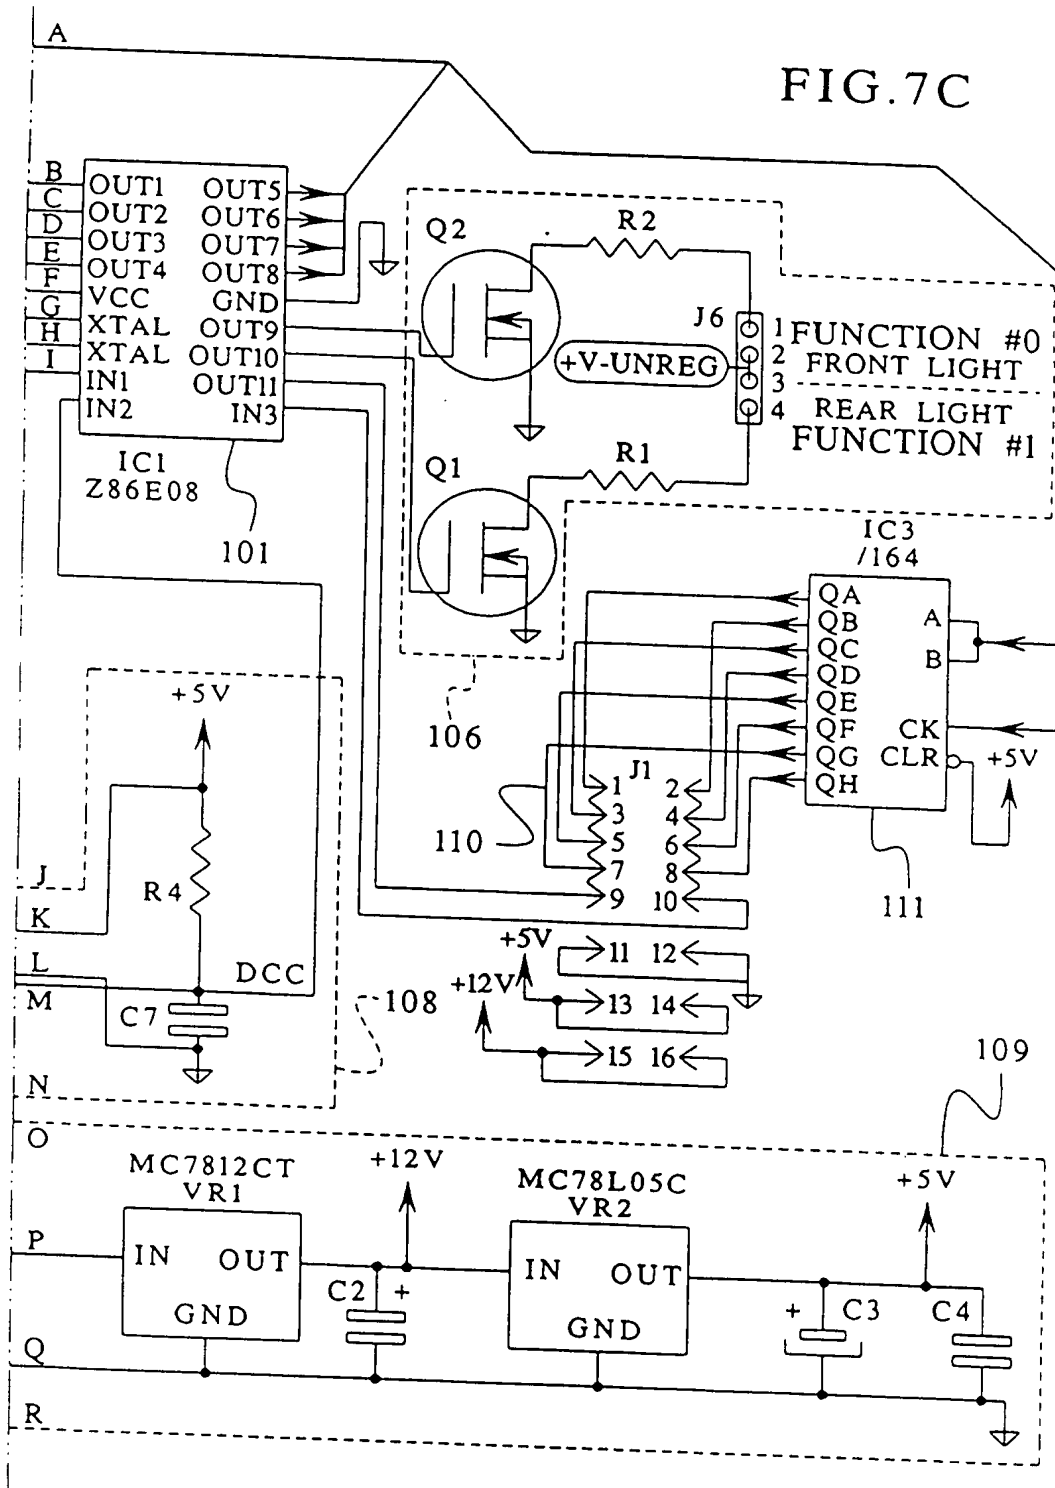 A
FIG.7C
B
C
D
E
F
G
H
I
OUT1
OUT2
OUT3
OUT4
VCC
XTAL
XTAL
IN1
IN2
OUT5
OUT6
OUT7
OUT8
GND
OUT9
OUT10
OUT11
IN3
IC1
Z86E08
101
Q2
R2
J6
+V-UNREG
1
2
3
4
FUNCTION #0
FRONT LIGHT
REAR LIGHT
FUNCTION #1
Q1
R1
106
IC3
/164
QA
QB
QC
QD
QE
QF
QG
QH
A
B
CK
CLR
+5V
111
J1
110
1 2
3 4
5 6
7 8
9 10
11 12
13 14
15 16
+5V
+12V
+5V
J
K
L
M
N
R4
DCC
C7
108
109
O
P
Q
R
MC7812CT
VR1
IN OUT
GND
+12V
C2 +
MC78L05C
VR2
IN OUT
GND
+5V
+ C3
C4